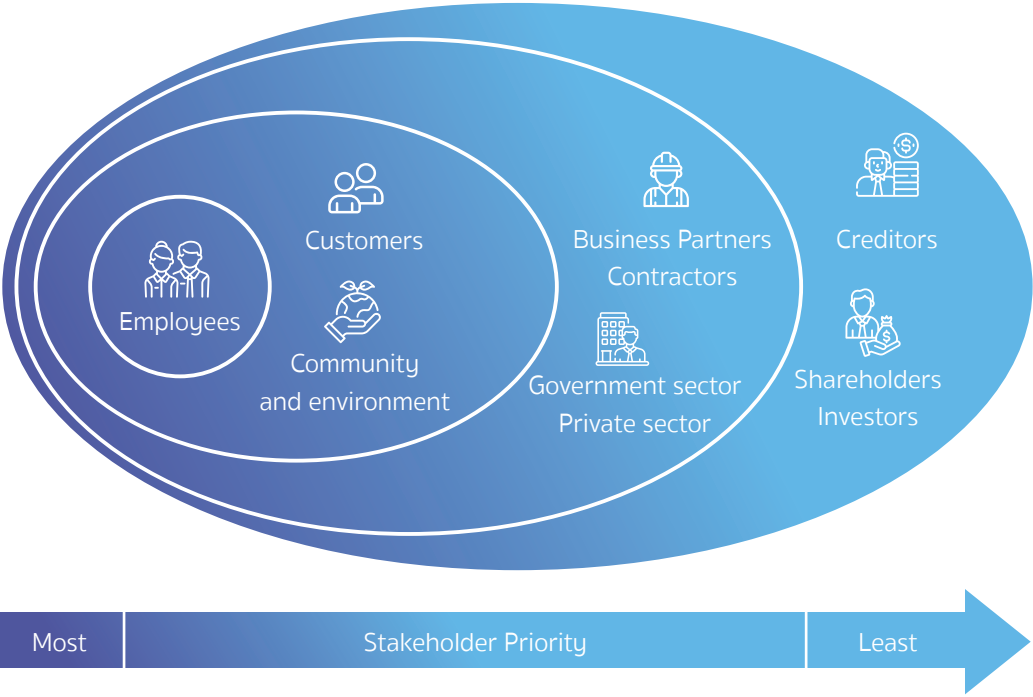 Employees
Customers
Community
and environment
Business Partners
Contractors
Government sector
Private sector
Creditors
Shareholders
Investors
Most
Stakeholder Priority
Least